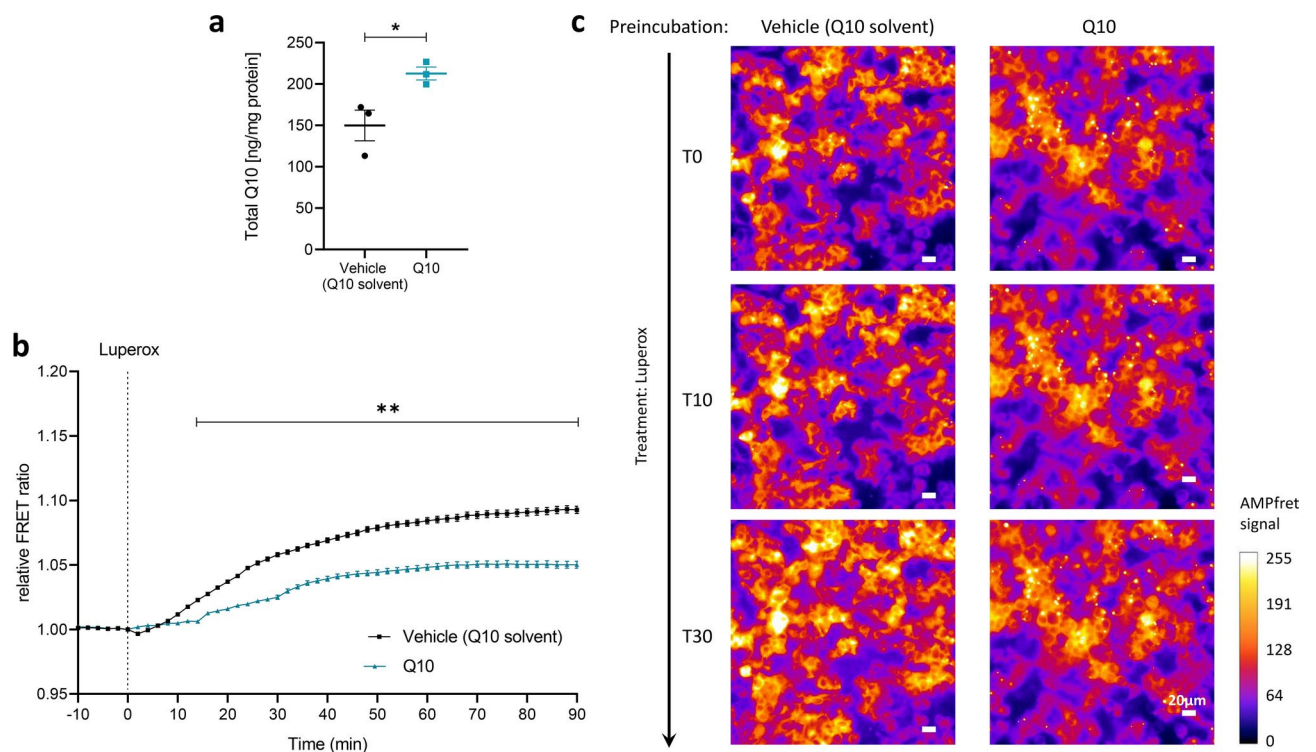 a
*
Total Q10 [ng/mg protein]
250
200
150
100
50
0
Vehicle
(Q10 solvent)
Q10
b
Luperox
relative FRET ratio
1.20
1.15
1.10
1.05
1.00
0.95
**
Vehicle (Q10 solvent)
Q10
-10 0 10 20 30 40 50 60 70 80 90
Time (min)
c
Preincubation: Vehicle (Q10 solvent) Q10
Treatment: Luperox
T0
T10
T30
20µm
AMPfret
signal
255
191
128
64
0